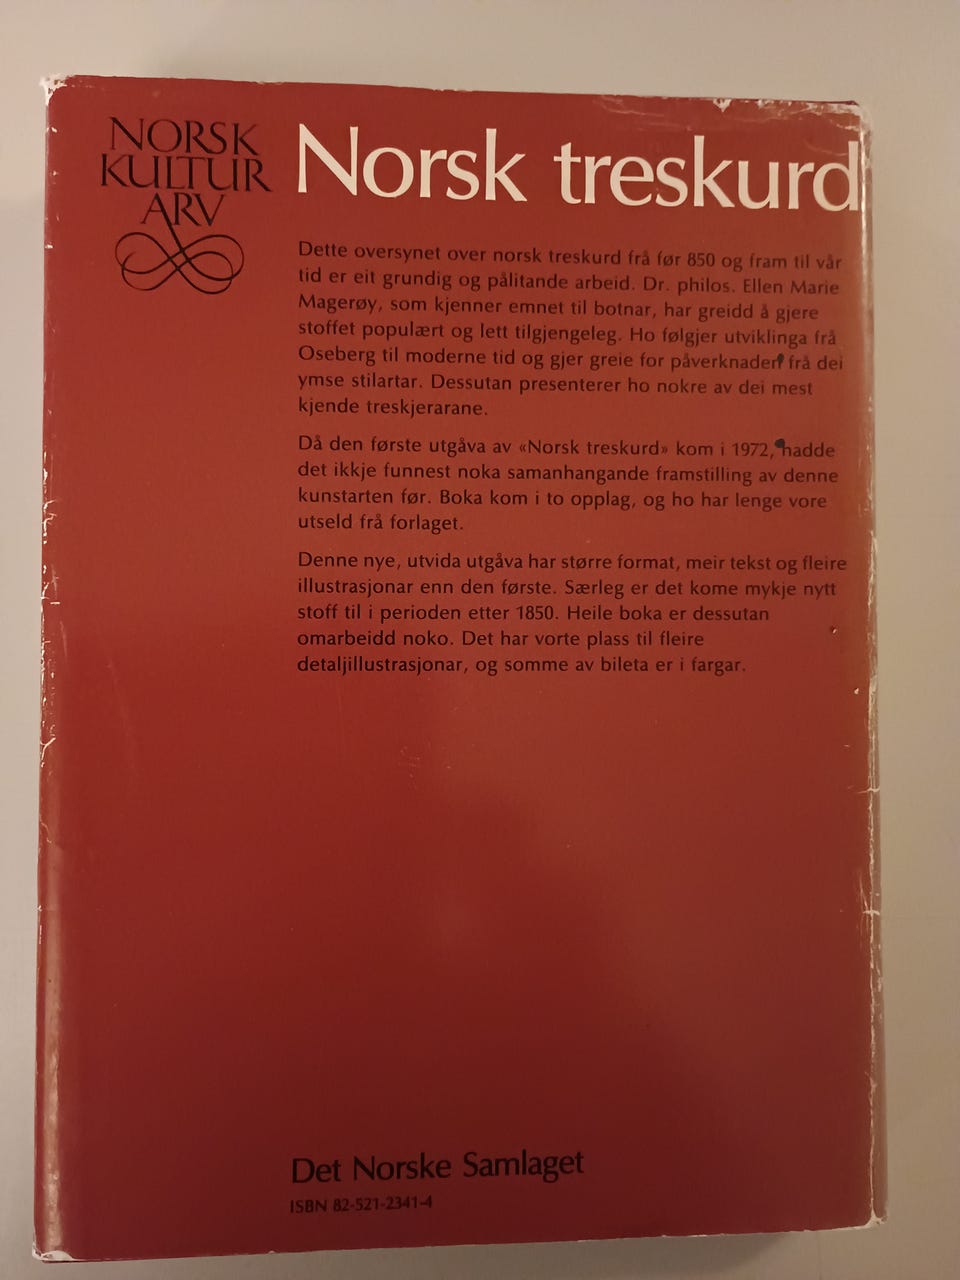 NORSK
KULTUR
ARV
Norsk treskurd
Dette oversynet over norsk treskurd frå før 850 og fram til vår
tid er eit grundig og pålitande arbeid. Dr. philos. Ellen Marie
Magerøy, som kjenner emnet til botnar, har greidd å gjere
stoffet populært og lett tilgjengeleg. Ho følgjer utviklinga frå
Oseberg til moderne tid og gjer greie for påverknader frå dei
ymse stilartar. Dessutan presenterer ho nokre av dei mest
kjende treskjerarane.
Då den første utgåva av «Norsk treskurd» kom i 1972, hadde
det ikkje funnest noka samanhangande framstilling av denne
kunstarten før. Boka kom i to opplag, og ho har lenge vore
utseld frå forlaget.
Denne nye, utvida utgåva har større format, meir tekst og fleire
illustrasjonar enn den første. Særleg er det kome mykje nytt
stoff til i perioden etter 1850. Heile boka er dessutan
omarbeidd noko. Det har vorte plass til fleire
detaljillustrasjonar, og somme av bileta er i fargar.
Det Norske Samlaget
ISBN 82-521-2341-4